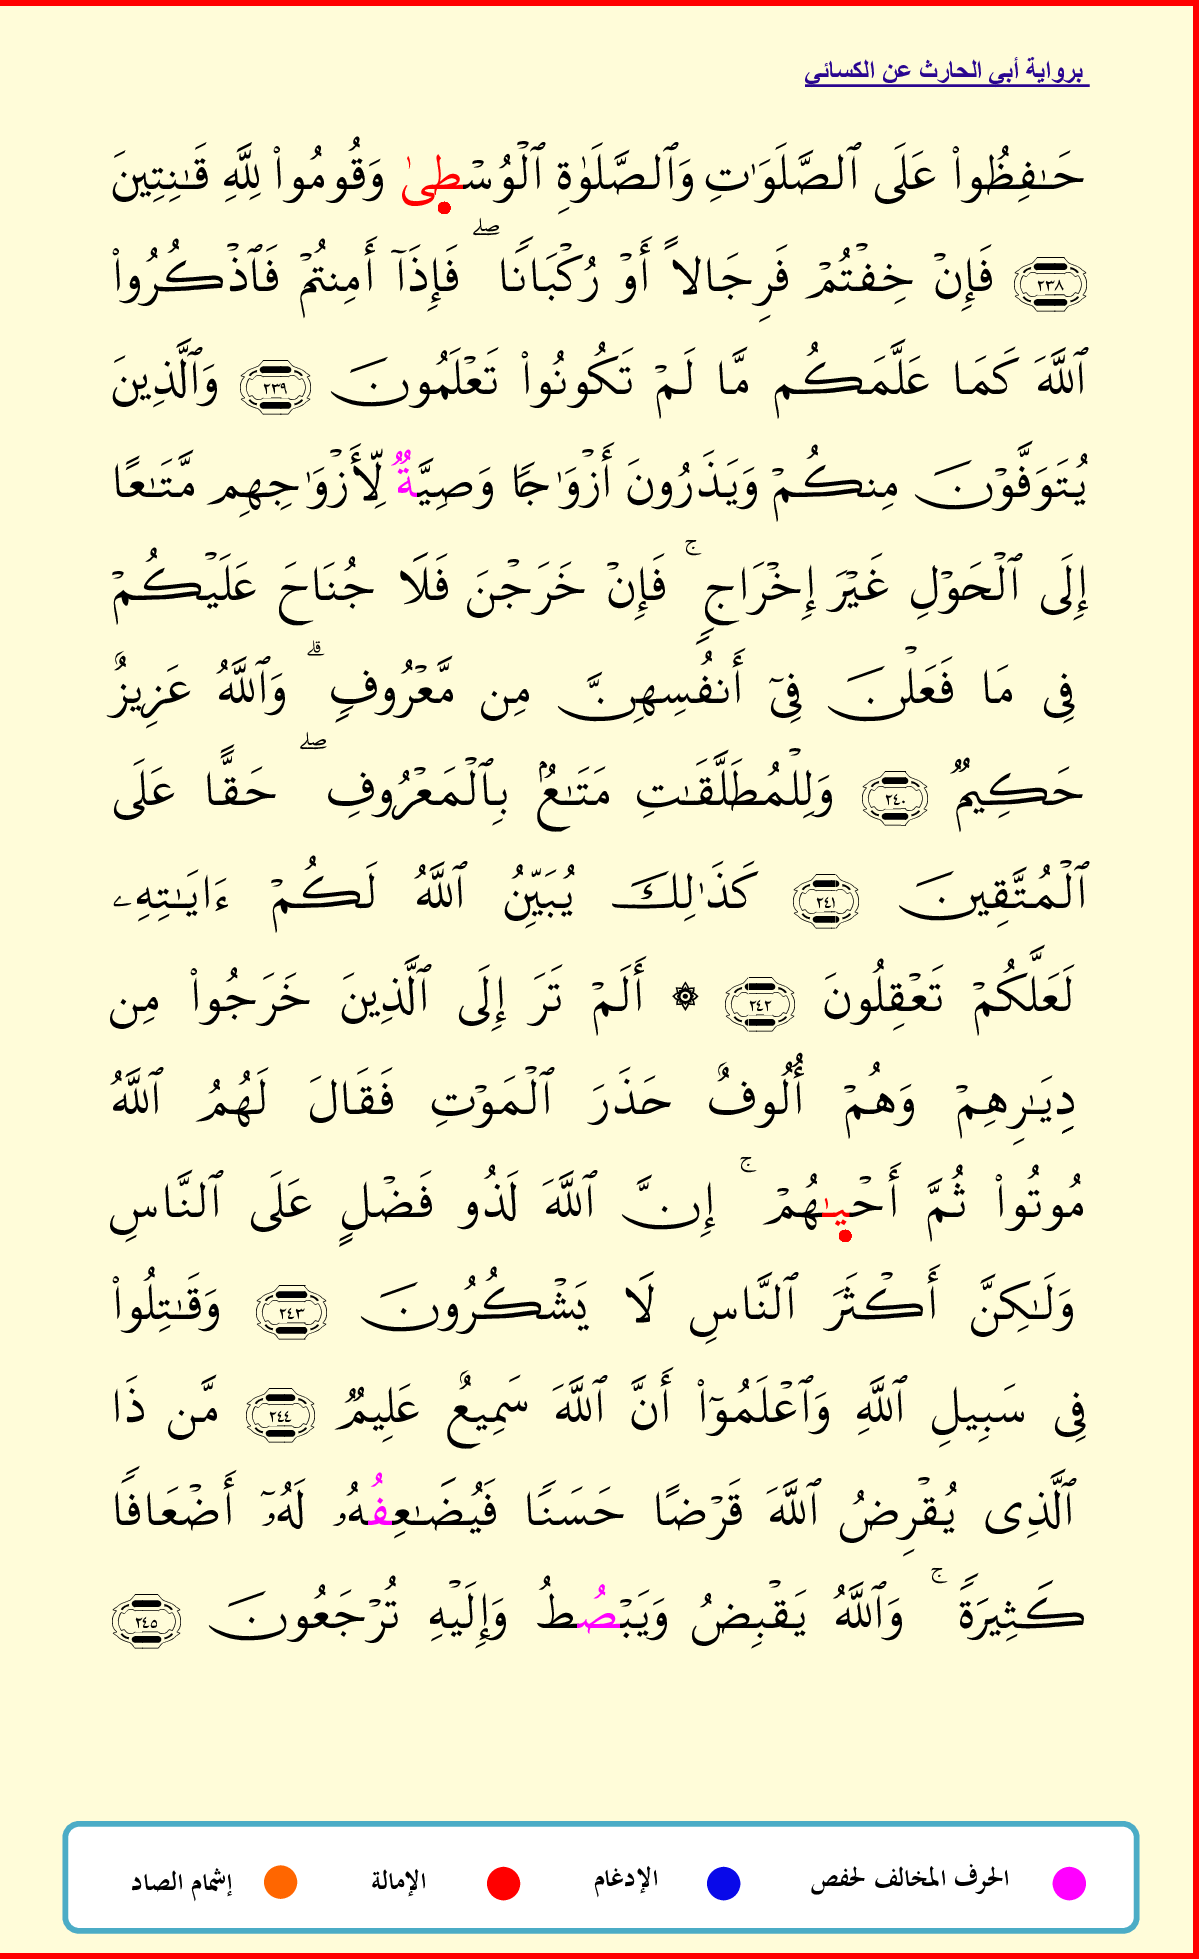 برواية أبي الحارث عن الكسائي
حَـٰفِظُوا۟ عَلَى ٱلصَّلَوَٰتِ وَٱلصَّلَوٰةِ ٱلْوُسْطِىٰ وَقُومُوا۟ لِلَّهِ قَـٰنِتِينَ
٢٣٨ فَإِنْ خِفْتُمْ فَرِجَالًا أَوْ رُكْبَانًا ۖ فَإِذَآ أَمِنتُمْ فَٱذْكُرُوا۟
ٱللَّهَ كَمَا عَلَّمَكُم مَّا لَمْ تَكُونُوا۟ تَعْلَمُونَ ٢٣٩ وَٱلَّذِينَ
يُتَوَفَّوْنَ مِنكُمْ وَيَذَرُونَ أَزْوَٰجًا وَصِيَّةٌ لِّأَزْوَٰجِهِم مَّتَـٰعًا
إِلَى ٱلْحَوْلِ غَيْرَ إِخْرَاجٍ ۚ فَإِنْ خَرَجْنَ فَلَا جُنَاحَ عَلَيْكُمْ
فِى مَا فَعَلْنَ فِىٓ أَنفُسِهِنَّ مِن مَّعْرُوفٍ ۗ وَٱللَّهُ عَزِيزٌ
حَكِيمٌ ٢٤٠ وَلِلْمُطَلَّقَـٰتِ مَتَـٰعٌۢ بِٱلْمَعْرُوفِ ۖ حَقًّا عَلَى
ٱلْمُتَّقِينَ ٢٤١ كَذَٰلِكَ يُبَيِّنُ ٱللَّهُ لَكُمْ ءَايَـٰتِهِۦ
لَعَلَّكُمْ تَعْقِلُونَ ٢٤٢ ۞ أَلَمْ تَرَ إِلَى ٱلَّذِينَ خَرَجُوا۟ مِن
دِيَـٰرِهِمْ وَهُمْ أُلُوفٌ حَذَرَ ٱلْمَوْتِ فَقَالَ لَهُمُ ٱللَّهُ
مُوتُوا۟ ثُمَّ أَحْيِـٰهُمْ ۚ إِنَّ ٱللَّهَ لَذُو فَضْلٍ عَلَى ٱلنَّاسِ
وَلَـٰكِنَّ أَكْثَرَ ٱلنَّاسِ لَا يَشْكُرُونَ ٢٤٣ وَقَـٰتِلُوا۟
فِى سَبِيلِ ٱللَّهِ وَٱعْلَمُوٓا۟ أَنَّ ٱللَّهَ سَمِيعٌ عَلِيمٌ ٢٤٤ مَّن ذَا
ٱلَّذِى يُقْرِضُ ٱللَّهَ قَرْضًا حَسَنًا فَيُضَـٰعِفُهُۥ لَهُۥٓ أَضْعَافًا
كَثِيرَةً ۚ وَٱللَّهُ يَقْبِضُ وَيَبْصُطُ وَإِلَيْهِ تُرْجَعُونَ ٢٤٥
الحرف المخالف لحفص الإدغام الإمالة إشمام الصاد